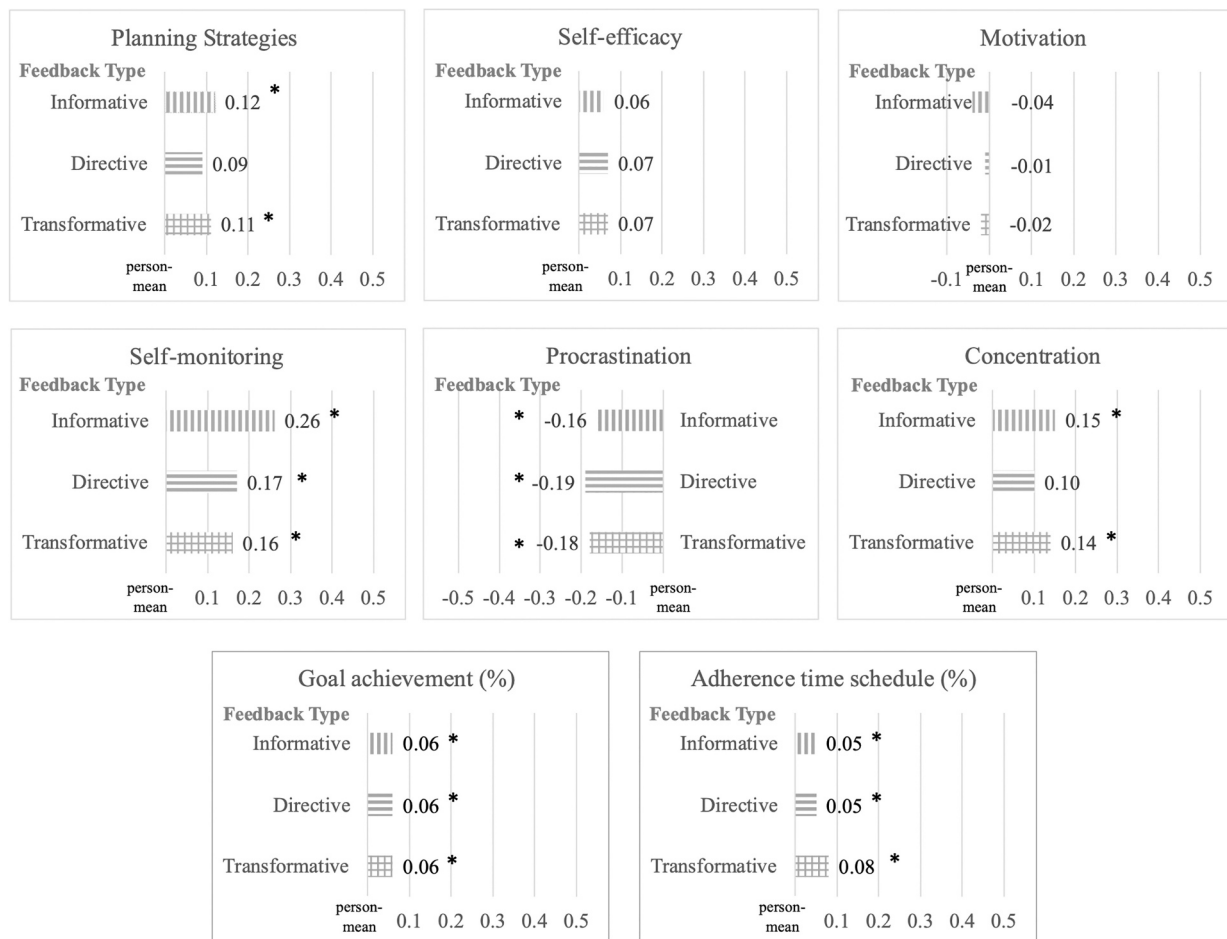 Planning Strategies
Feedback Type
Informative 0.12 *
Directive 0.09
Transformative 0.11 *
person-
mean 0.1 0.2 0.3 0.4 0.5
Self-efficacy
Feedback Type
Informative 0.06
Directive 0.07
Transformative 0.07
person-
mean 0.1 0.2 0.3 0.4 0.5
Motivation
Feedback Type
Informative -0.04
Directive -0.01
Transformative -0.02
person-
-0.1 mean 0.1 0.2 0.3 0.4 0.5
Self-monitoring
Feedback Type
Informative 0.26 *
Directive 0.17 *
Transformative 0.16 *
person-
mean 0.1 0.2 0.3 0.4 0.5
Procrastination
Feedback Type
* -0.16 Informative
* -0.19 Directive
* -0.18 Transformative
person-
-0.5 -0.4 -0.3 -0.2 -0.1 mean
Concentration
Feedback Type
Informative 0.15 *
Directive 0.10
Transformative 0.14 *
person-
mean 0.1 0.2 0.3 0.4 0.5
Goal achievement (%)
Feedback Type
Informative 0.06 *
Directive 0.06 *
Transformative 0.06 *
person-
mean 0.1 0.2 0.3 0.4 0.5
Adherence time schedule (%)
Feedback Type
Informative 0.05 *
Directive 0.05 *
Transformative 0.08 *
person-
mean 0.1 0.2 0.3 0.4 0.5